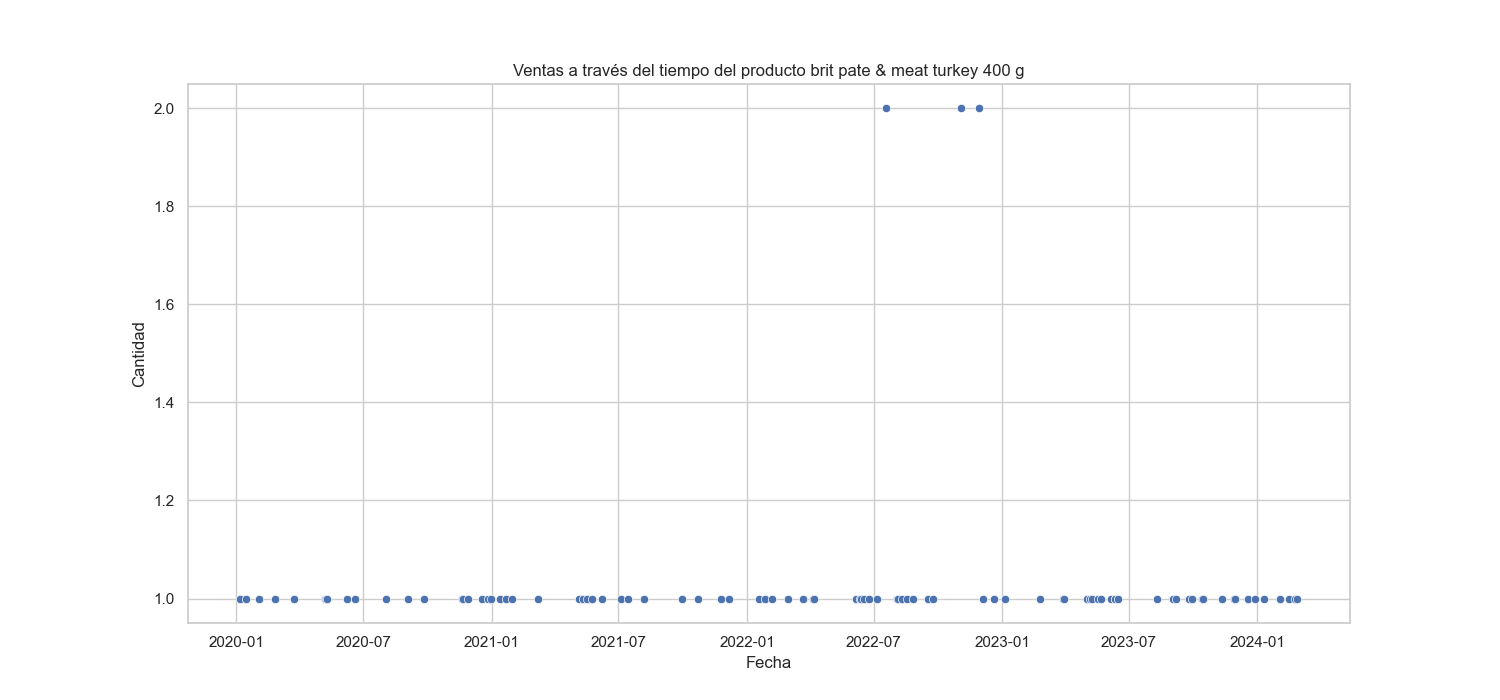 Ventas a través del tiempo del producto brit pate & meat turkey 400 g
2.0
1.8
1.6
1.4
1.2
1.0
Cantidad
2020-01 2020-07 2021-01 2021-07 2022-01 2022-07 2023-01 2023-07 2024-01
Fecha